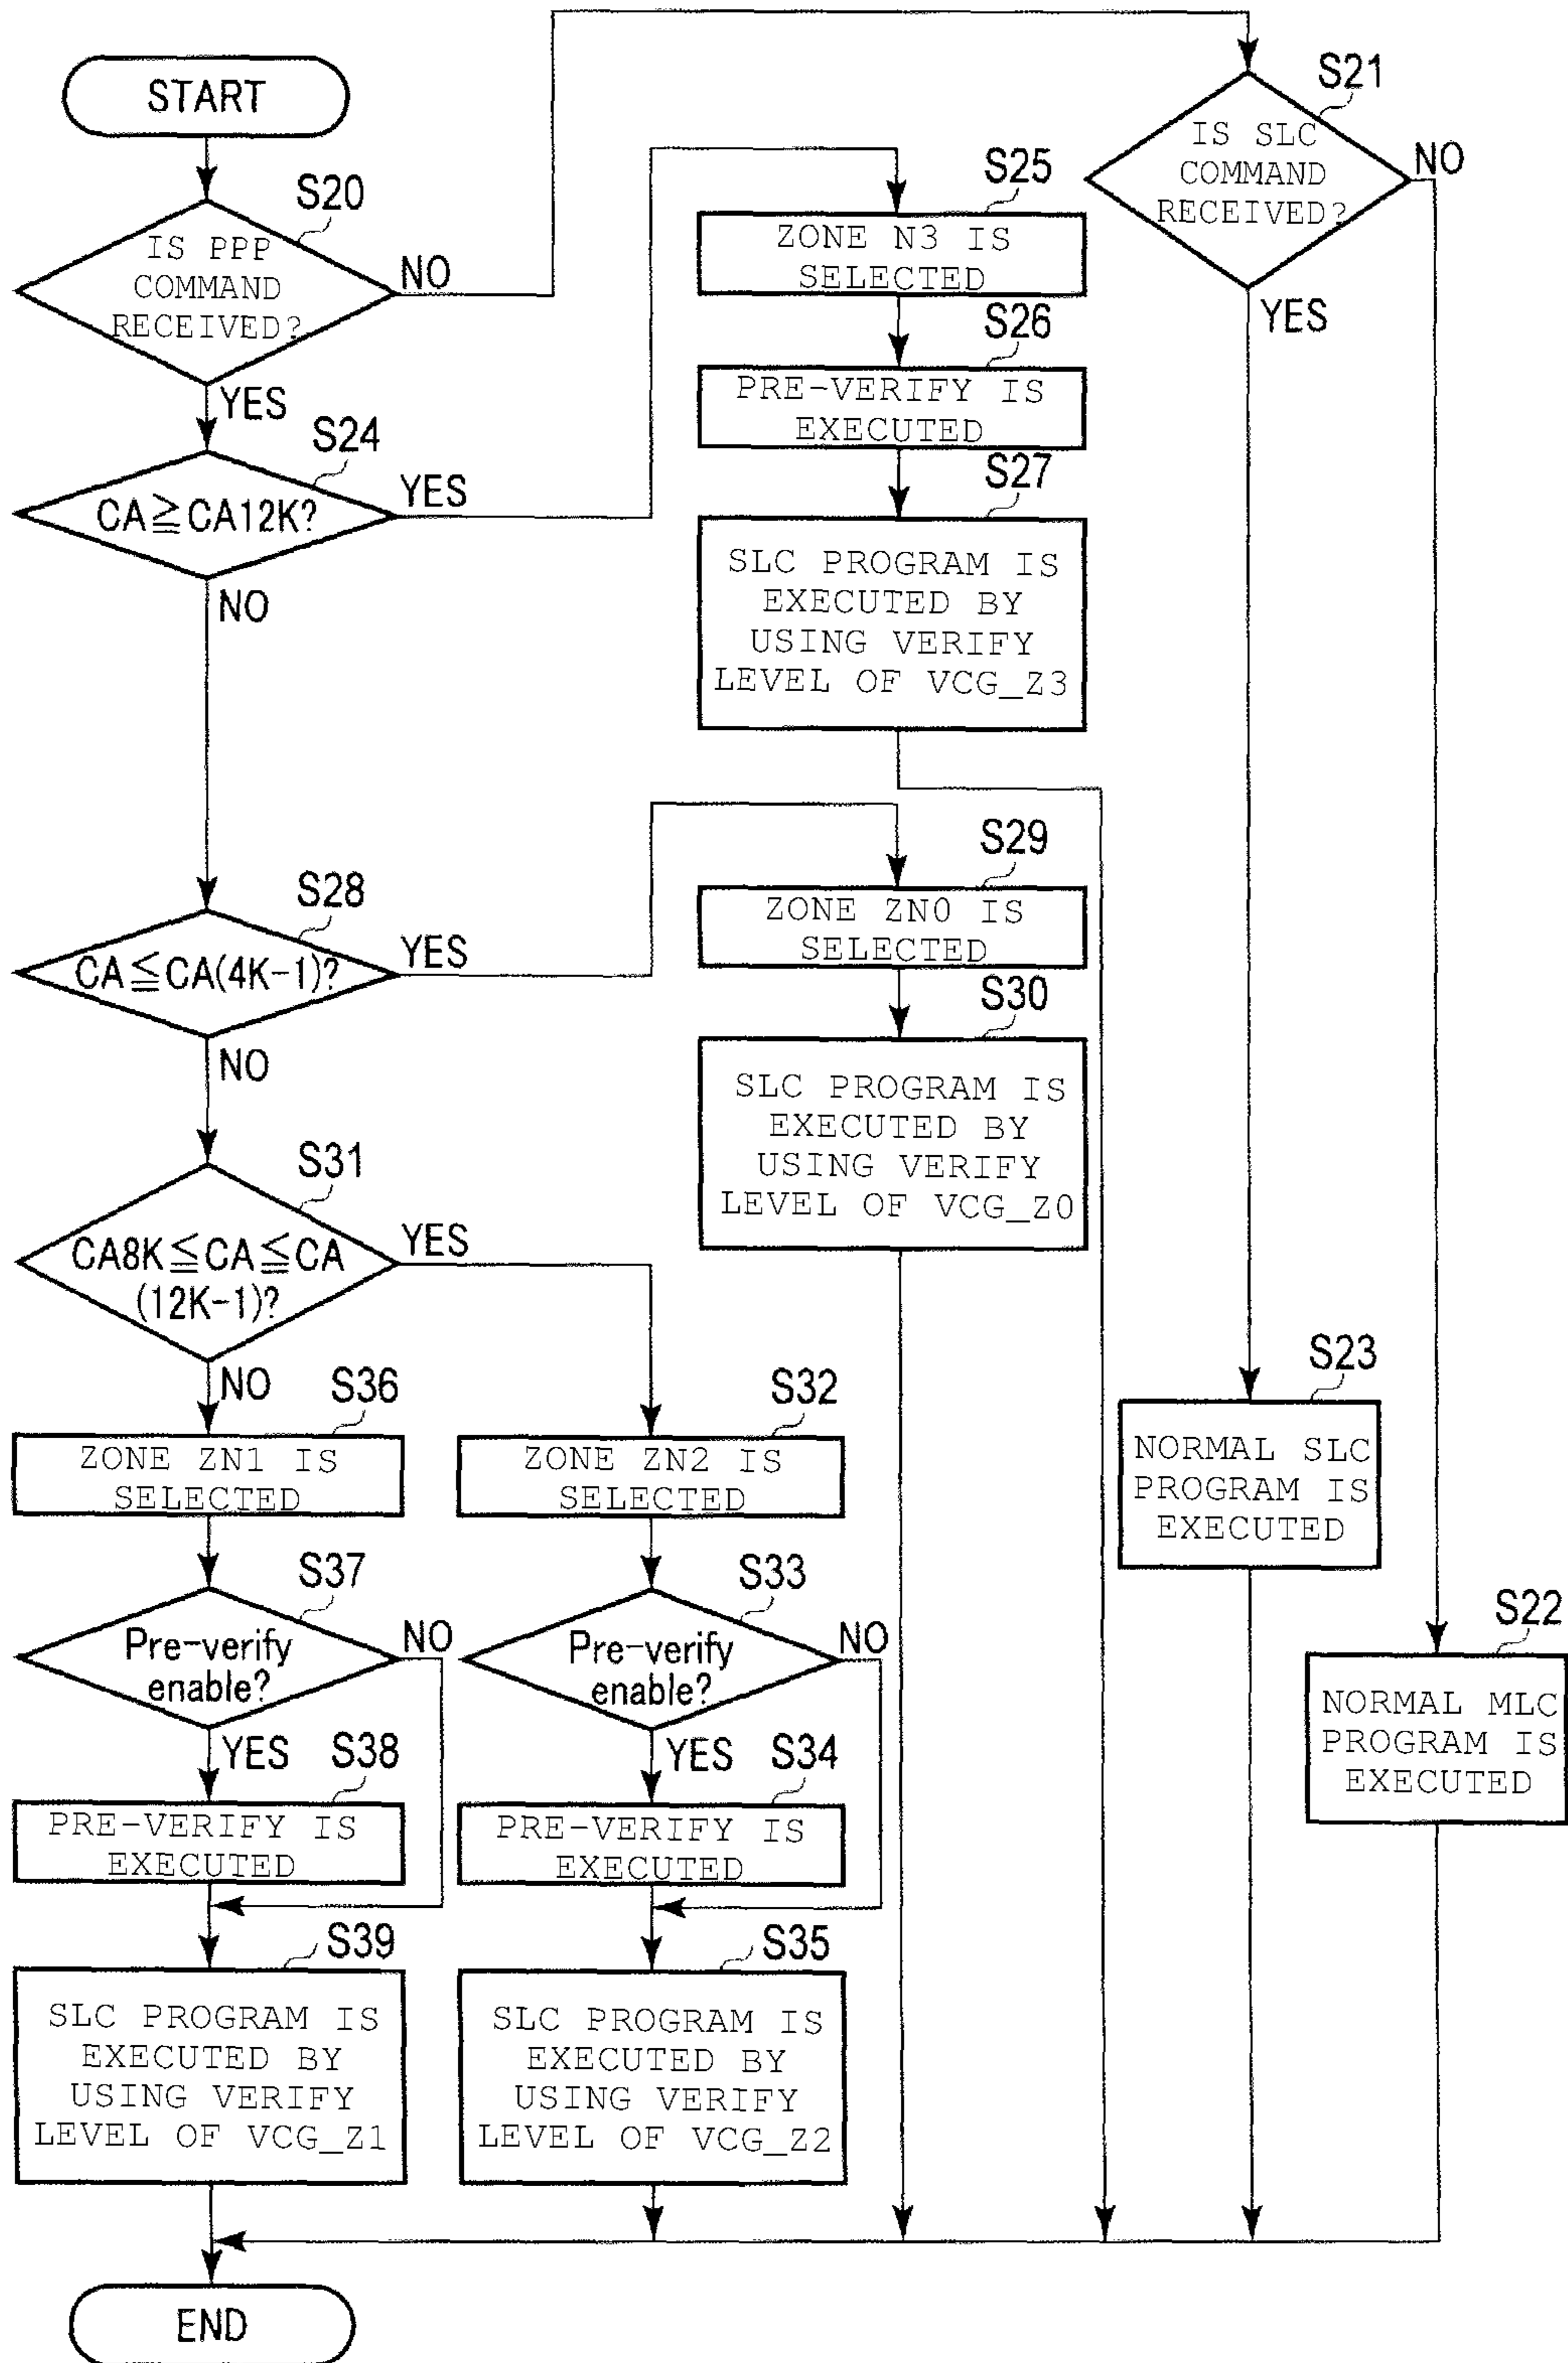 START
S20
IS PPP
COMMAND
RECEIVED?
NO
YES
S21
IS SLC
COMMAND
RECEIVED?
NO
YES
S24
CA≧CA12K?
YES
NO
S25
ZONE N3 IS
SELECTED
S26
PRE-VERIFY IS
EXECUTED
S27
SLC PROGRAM IS
EXECUTED BY
USING VERIFY
LEVEL OF VCG_Z3
S28
CA≦CA(4K-1)?
YES
NO
S29
ZONE ZN0 IS
SELECTED
S30
SLC PROGRAM IS
EXECUTED BY
USING VERIFY
LEVEL OF VCG_Z0
S31
CA8K≦CA≦CA
(12K-1)?
YES
NO
S36
ZONE ZN1 IS
SELECTED
S32
ZONE ZN2 IS
SELECTED
S23
NORMAL SLC
PROGRAM IS
EXECUTED
S37
Pre-verify
enable?
NO
YES
S33
Pre-verify
enable?
NO
YES
S22
NORMAL MLC
PROGRAM IS
EXECUTED
S38
PRE-VERIFY IS
EXECUTED
S34
PRE-VERIFY IS
EXECUTED
S39
SLC PROGRAM IS
EXECUTED BY
USING VERIFY
LEVEL OF VCG_Z1
S35
SLC PROGRAM IS
EXECUTED BY
USING VERIFY
LEVEL OF VCG_Z2
END